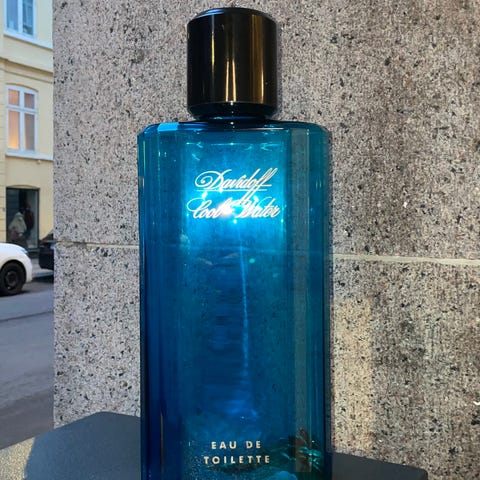 Davidoff
Cool Water
EAU DE
TOILETTE